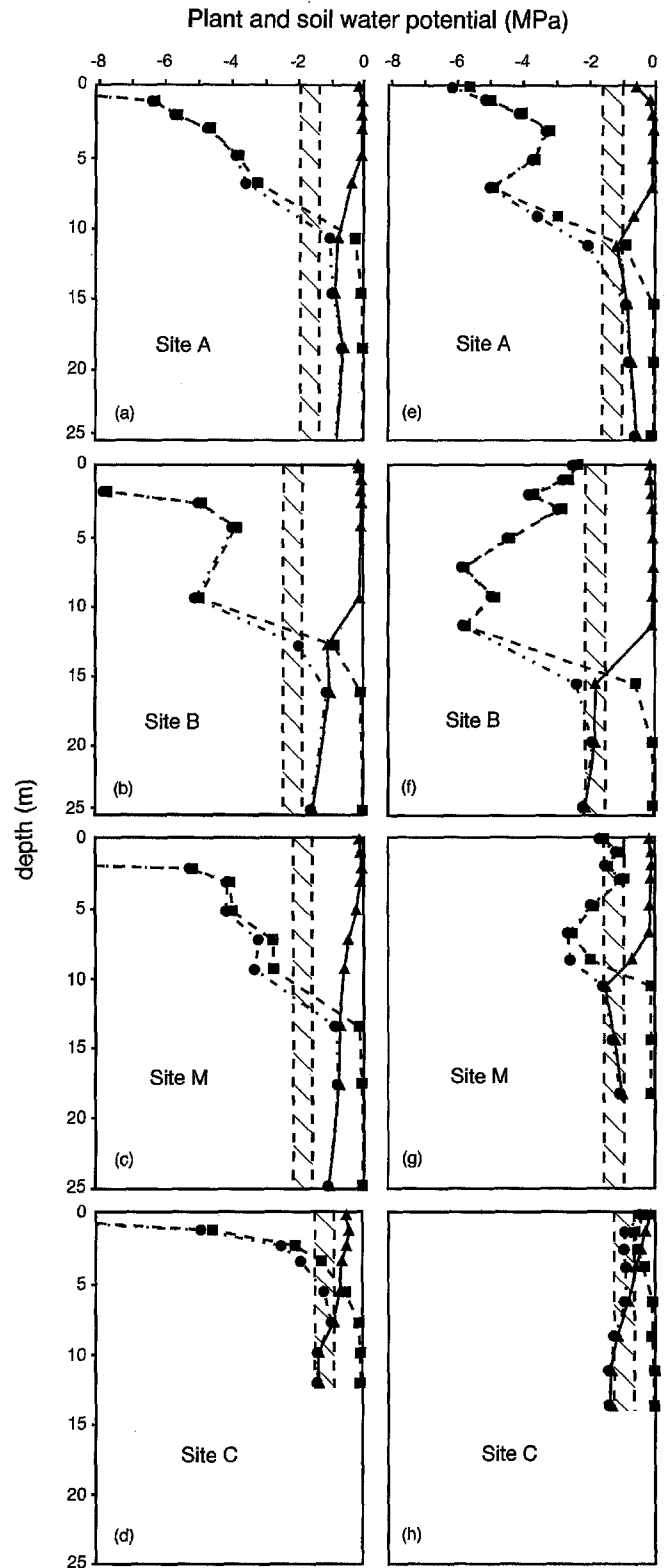 Plant and soil water potential (MPa)
-8 -6 -4 -2 0 -8 -6 -4 -2 0
0
5
10
15
20
25
Site A
(a)
Site A
(e)
0
5
10
15
20
25
Site B
(b)
Site B
(f)
depth (m)
0
5
10
15
20
25
Site M
(c)
Site M
(g)
0
5
10
15
20
25
Site C
(d)
Site C
(h)